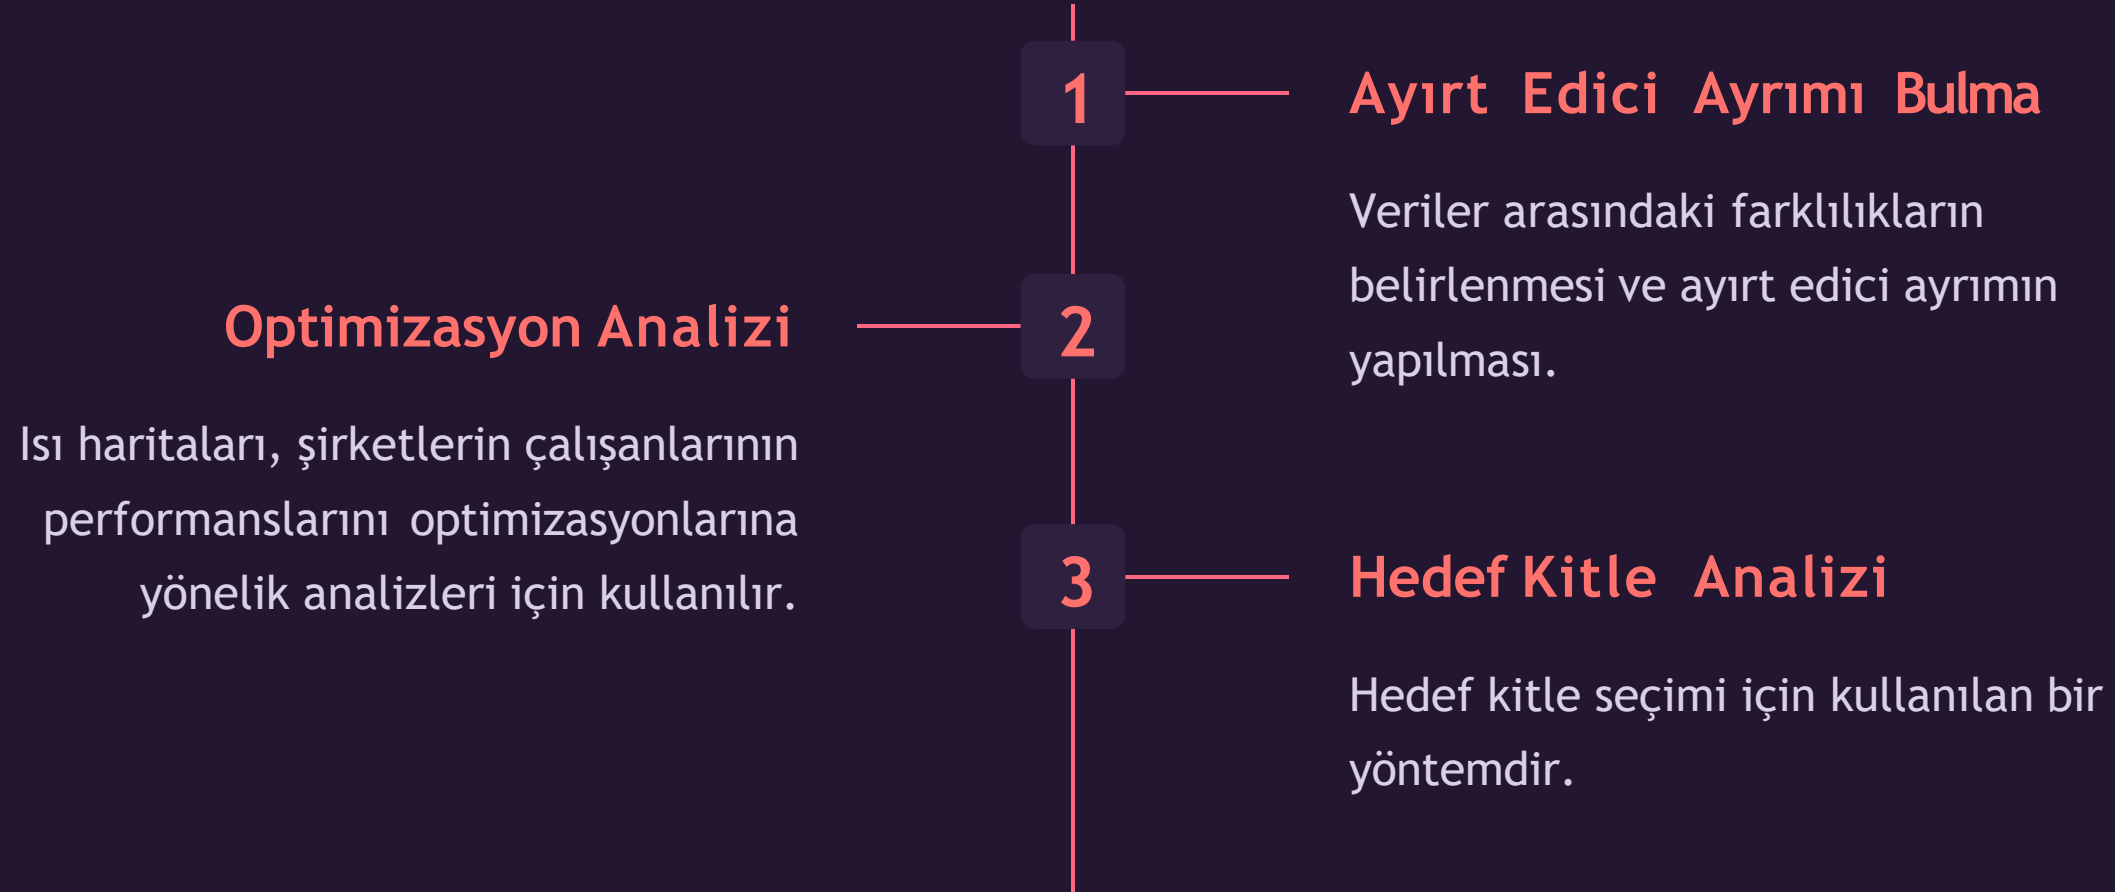 1
Ayırt Edici Ayrımı Bulma
Veriler arasındaki farklılıkların
belirlenmesi ve ayırt edici ayrımın
yapılması.
2
Optimizasyon Analizi
Isı haritaları, şirketlerin çalışanlarının
performanslarını optimizasyonlarına
yönelik analizleri için kullanılır.
3
Hedef Kitle Analizi
Hedef kitle seçimi için kullanılan bir
yöntemdir.